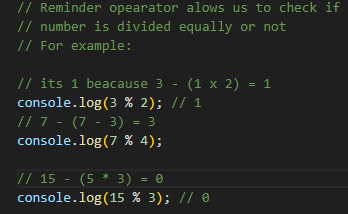 // Reminder opearator alows us to check if
// number is divided equally or not
// For example:
// its 1 beacause 3 - (1 x 2) = 1
console.log(3 % 2); // 1
// 7 - (7 - 3) = 3
console.log(7 % 4);
// 15 - (5 * 3) = 0
console.log(15 % 3); // 0